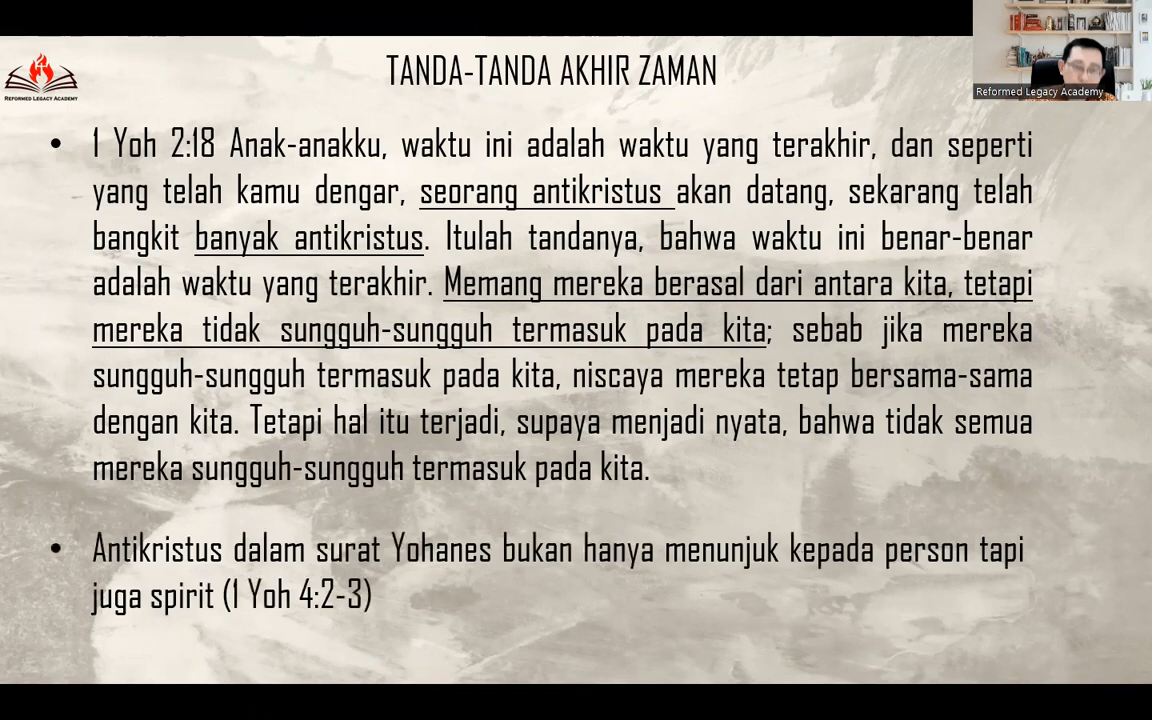 TANDA-TANDA AKHIR ZAMAN
REFORMED LEGACY ACADEMY
Reformed Legacy Academy
• 1 Yoh 2:18 Anak-anakku, waktu ini adalah waktu yang terakhir, dan seperti
yang telah kamu dengar, seorang antikristus akan datang, sekarang telah
bangkit banyak antikristus. Itulah tandanya, bahwa waktu ini benar-benar
adalah waktu yang terakhir. Memang mereka berasal dari antara kita, tetapi
mereka tidak sungguh-sungguh termasuk pada kita; sebab jika mereka
sungguh-sungguh termasuk pada kita, niscaya mereka tetap bersama-sama
dengan kita. Tetapi hal itu terjadi, supaya menjadi nyata, bahwa tidak semua
mereka sungguh-sungguh termasuk pada kita.
• Antikristus dalam surat Yohanes bukan hanya menunjuk kepada person tapi
juga spirit (1 Yoh 4:2-3)